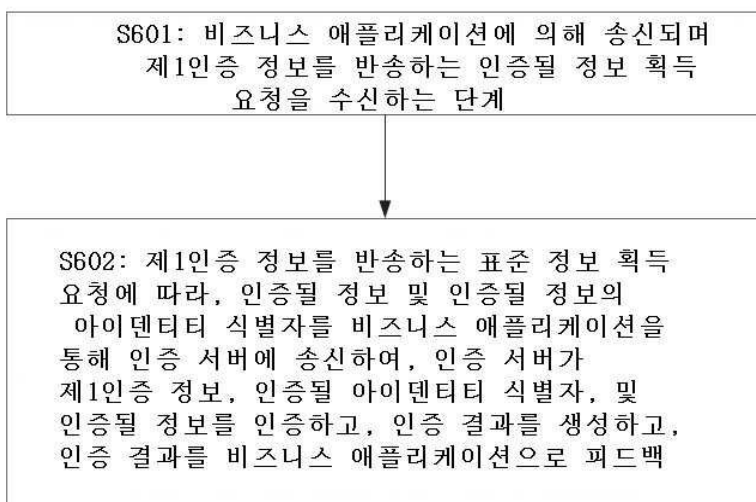 S601: 비즈니스 애플리케이션에 의해 송신되며
제1인증 정보를 반송하는 인증될 정보 획득
요청을 수신하는 단계
S602: 제1인증 정보를 반송하는 표준 정보 획득
요청에 따라, 인증될 정보 및 인증될 정보의
아이덴티티 식별자를 비즈니스 애플리케이션을
통해 인증 서버에 송신하여, 인증 서버가
제1인증 정보, 인증될 아이덴티티 식별자, 및
인증될 정보를 인증하고, 인증 결과를 생성하고,
인증 결과를 비즈니스 애플리케이션으로 피드백